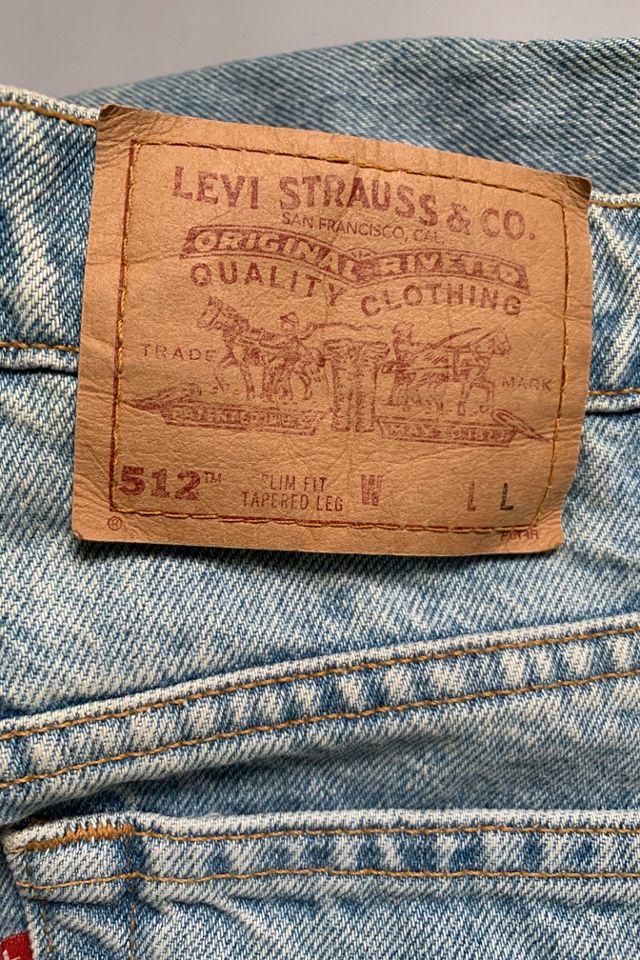 LEVI STRAUSS & CO.
SAN FRANCISCO, CAL.
ORIGINAL RIVETED
QUALITY CLOTHING
TRADE MARK
512™ SLIM FIT W L L
TAPERED LEG
®